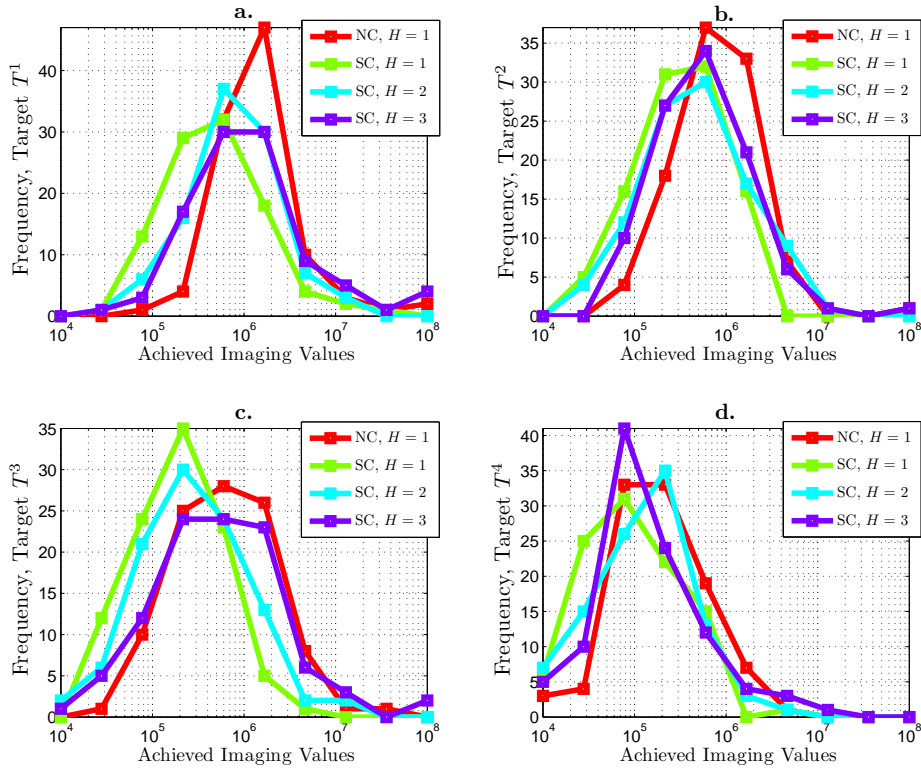 a.
Frequency, Target T¹
40
30
20
10
0
10⁴ 10⁵ 10⁶ 10⁷ 10⁸
Achieved Imaging Values
NC, H = 1
SC, H = 1
SC, H = 2
SC, H = 3
b.
Frequency, Target T²
35
30
25
20
15
10
5
0
10⁴ 10⁵ 10⁶ 10⁷ 10⁸
Achieved Imaging Values
NC, H = 1
SC, H = 1
SC, H = 2
SC, H = 3
c.
Frequency, Target T³
35
30
25
20
15
10
5
0
10⁴ 10⁵ 10⁶ 10⁷ 10⁸
Achieved Imaging Values
NC, H = 1
SC, H = 1
SC, H = 2
SC, H = 3
d.
Frequency, Target T⁴
40
35
30
25
20
15
10
5
0
10⁴ 10⁵ 10⁶ 10⁷ 10⁸
Achieved Imaging Values
NC, H = 1
SC, H = 1
SC, H = 2
SC, H = 3